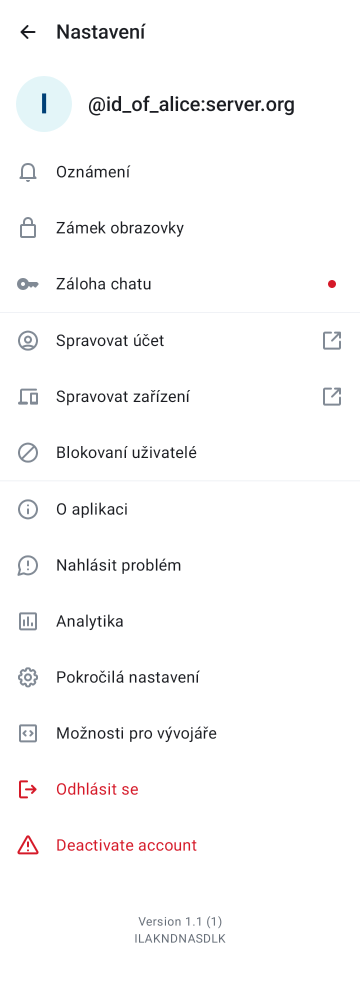 Nastavení
I
@id_of_alice:server.org
Oznámení
Zámek obrazovky
Záloha chatu
Spravovat účet
Spravovat zařízení
Blokovaní uživatelé
O aplikaci
Nahlásit problém
Analytika
Pokročilá nastavení
Možnosti pro vývojáře
Odhlásit se
Deactivate account
Version 1.1 (1)
ILAKNDNASDLK